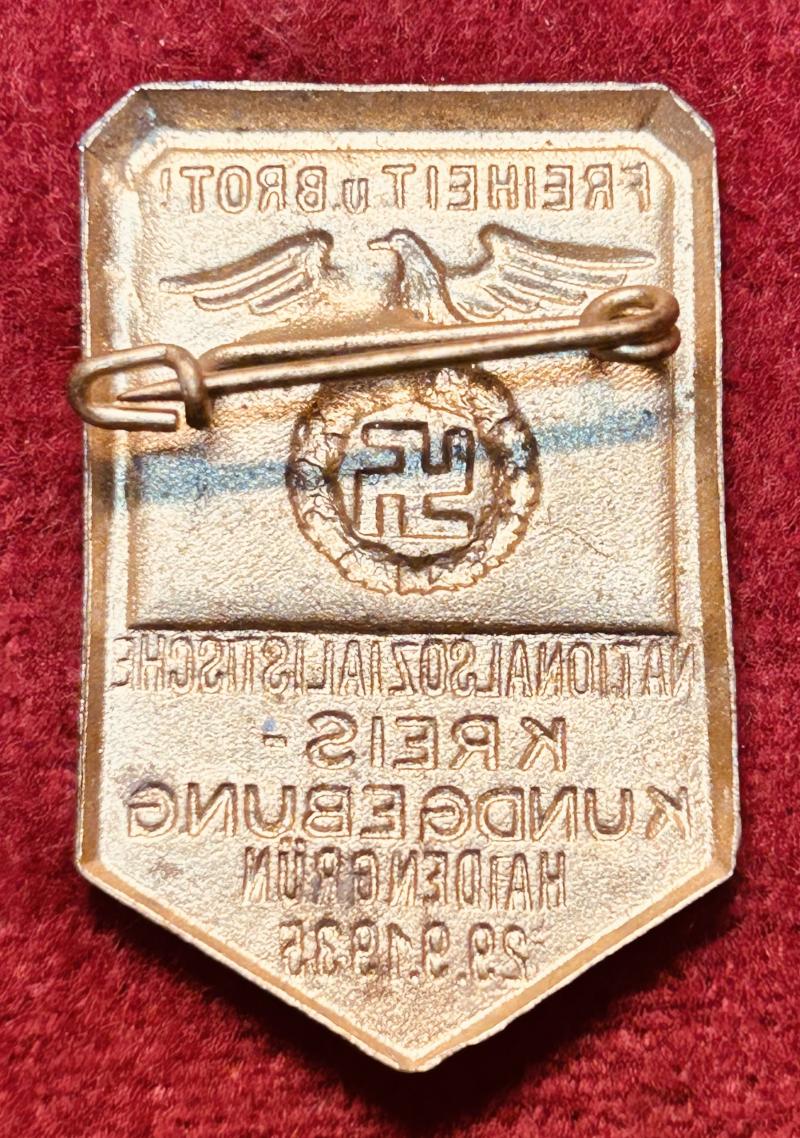 FREIHEIT u. BROT!
NATIONALSOZIALISTISCHE
KREIS-
KUNDGEBUNG
HAIDENGRÜN
29.9.1935